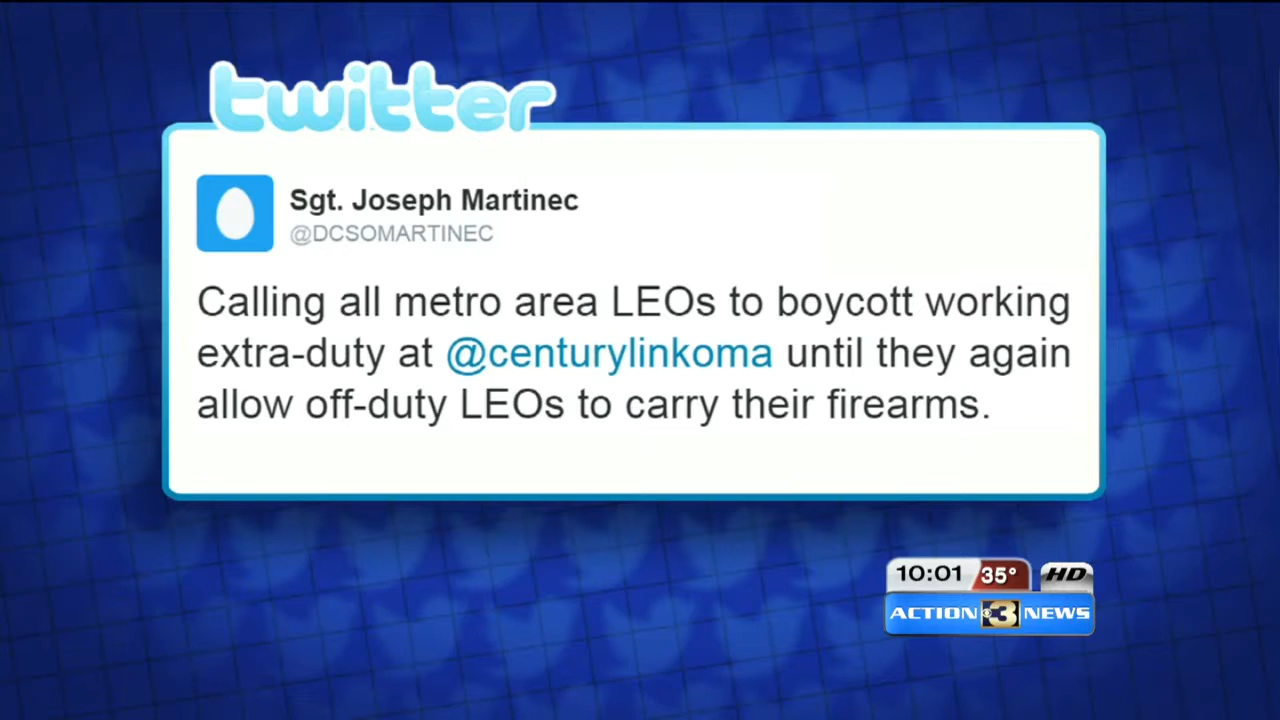 twitter
Sgt. Joseph Martinec
@DCSOMARTINEC
Calling all metro area LEOs to boycott working
extra-duty at @centurylinkoma until they again
allow off-duty LEOs to carry their firearms.
10:01 35° HD
ACTION 3 NEWS